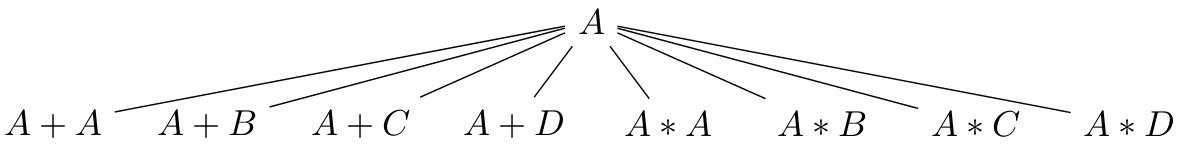 A
A + A A + B A + C A + D A ∗ A A ∗ B A ∗ C A ∗ D